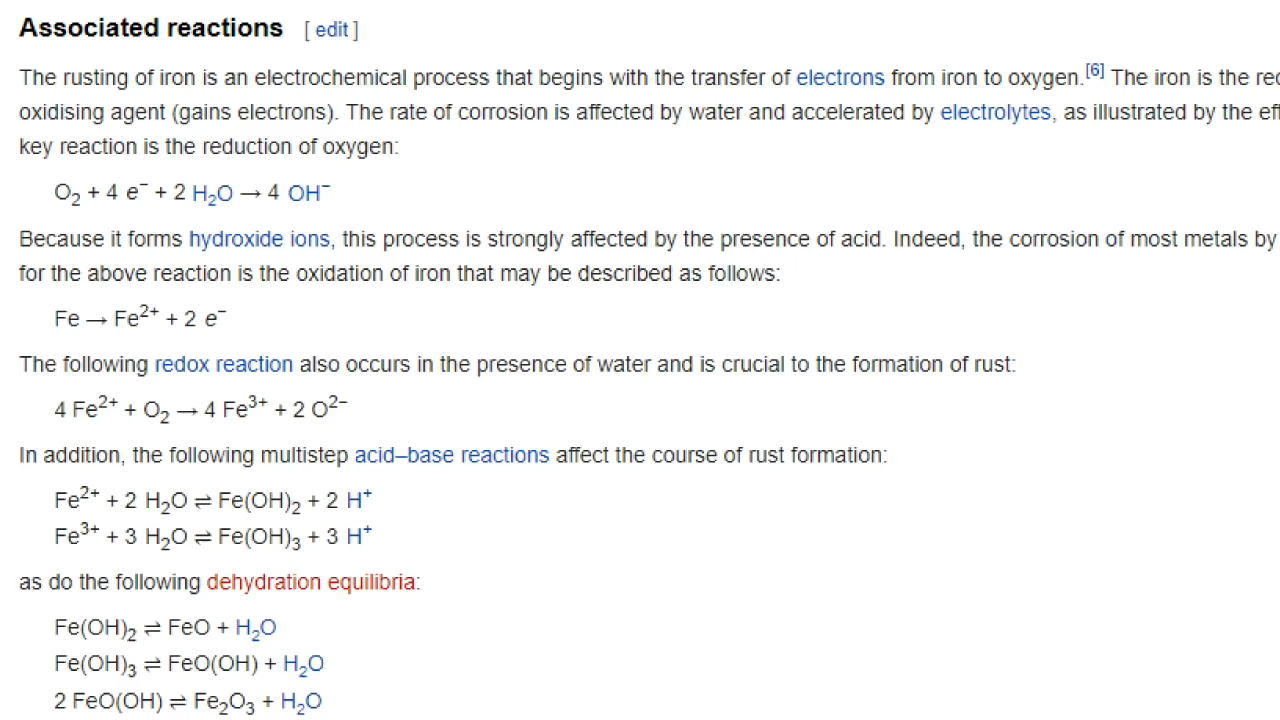 Associated reactions [ edit ]
The rusting of iron is an electrochemical process that begins with the transfer of electrons from iron to oxygen.[6] The iron is the
oxidising agent (gains electrons). The rate of corrosion is affected by water and accelerated by electrolytes, as illustrated by the
key reaction is the reduction of oxygen:
O₂ + 4 e⁻ + 2 H₂O → 4 OH⁻
Because it forms hydroxide ions, this process is strongly affected by the presence of acid. Indeed, the corrosion of most metals by
for the above reaction is the oxidation of iron that may be described as follows:
Fe → Fe²⁺ + 2 e⁻
The following redox reaction also occurs in the presence of water and is crucial to the formation of rust:
4 Fe²⁺ + O₂ → 4 Fe³⁺ + 2 O²⁻
In addition, the following multistep acid–base reactions affect the course of rust formation:
Fe²⁺ + 2 H₂O ⇌ Fe(OH)₂ + 2 H⁺
Fe³⁺ + 3 H₂O ⇌ Fe(OH)₃ + 3 H⁺
as do the following dehydration equilibria:
Fe(OH)₂ ⇌ FeO + H₂O
Fe(OH)₃ ⇌ FeO(OH) + H₂O
2 FeO(OH) ⇌ Fe₂O₃ + H₂O